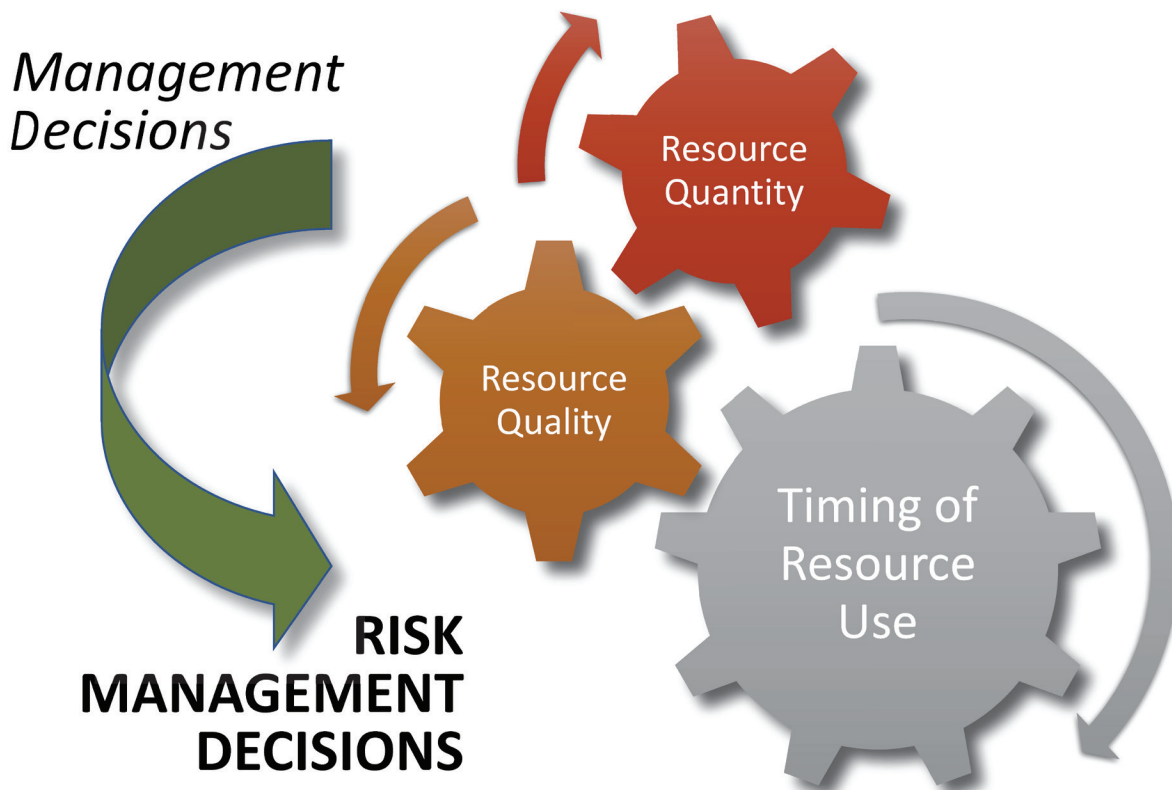 Management
Decisions
Resource
Quantity
Resource
Quality
Timing of
Resource
Use
RISK
MANAGEMENT
DECISIONS